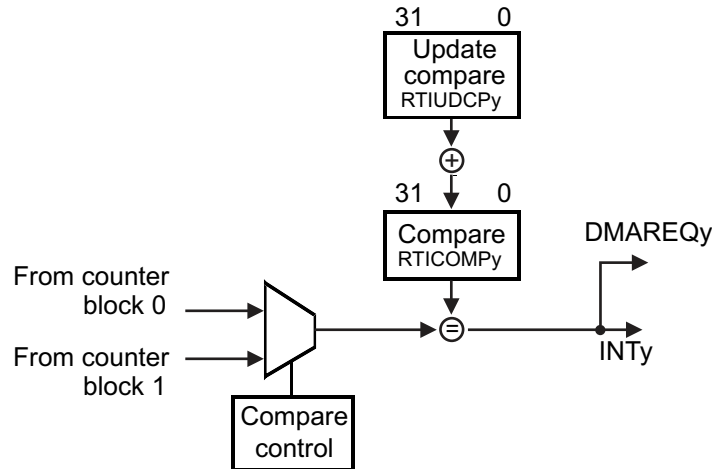 31 0
Update
compare
RTIUDCPy
+
31 0
Compare
RTICOMPy
DMAREQy
From counter
block 0
=
INTy
From counter
block 1
Compare
control